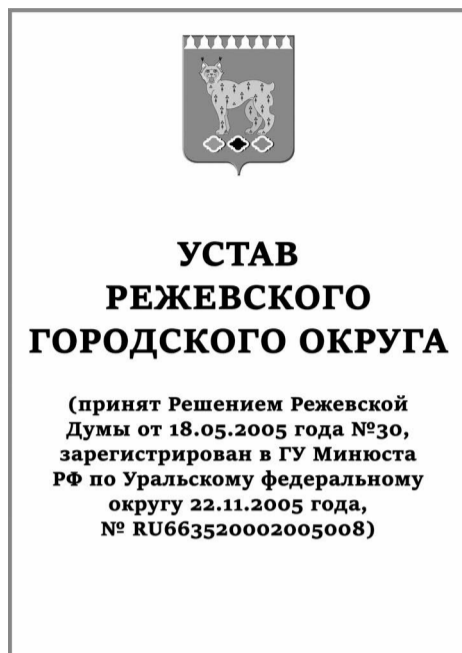 УСТАВ
РЕЖЕВСКОГО
ГОРОДСКОГО ОКРУГА
(принят Решением Режевской
Думы от 18.05.2005 года №30,
зарегистрирован в ГУ Минюста
РФ по Уральскому федеральному
округу 22.11.2005 года,
№ RU663520002005008)